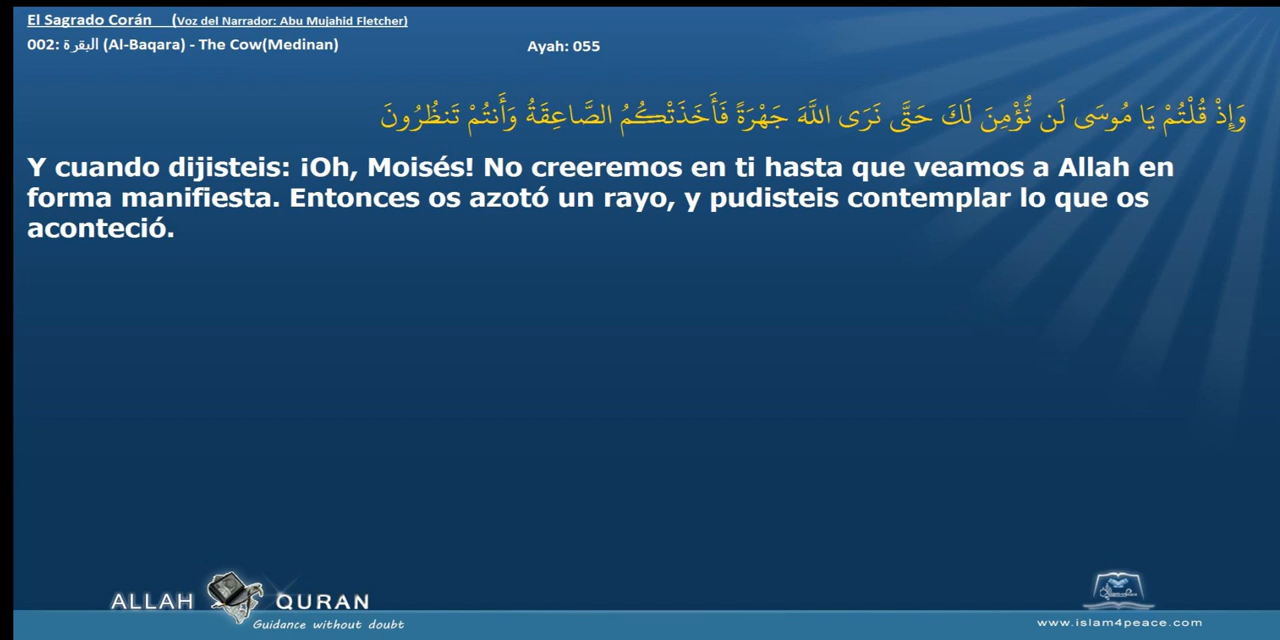 El Sagrado Corán (Voz del Narrador: Abu Mujahid Fletcher)
002: البقرة (Al-Baqara) - The Cow(Medinan) Ayah: 055
وَإِذْ قُلْتُمْ يَا مُوسَى لَن نُّؤْمِنَ لَكَ حَتَّى نَرَى اللَّهَ جَهْرَةً فَأَخَذَتْكُمُ الصَّاعِقَةُ وَأَنتُمْ تَنظُرُونَ
Y cuando dijisteis: ¡Oh, Moisés! No creeremos en ti hasta que veamos a Allah en
forma manifiesta. Entonces os azotó un rayo, y pudisteis contemplar lo que os
aconteció.
ALLAH QURAN
Guidance without doubt
www.islam4peace.com